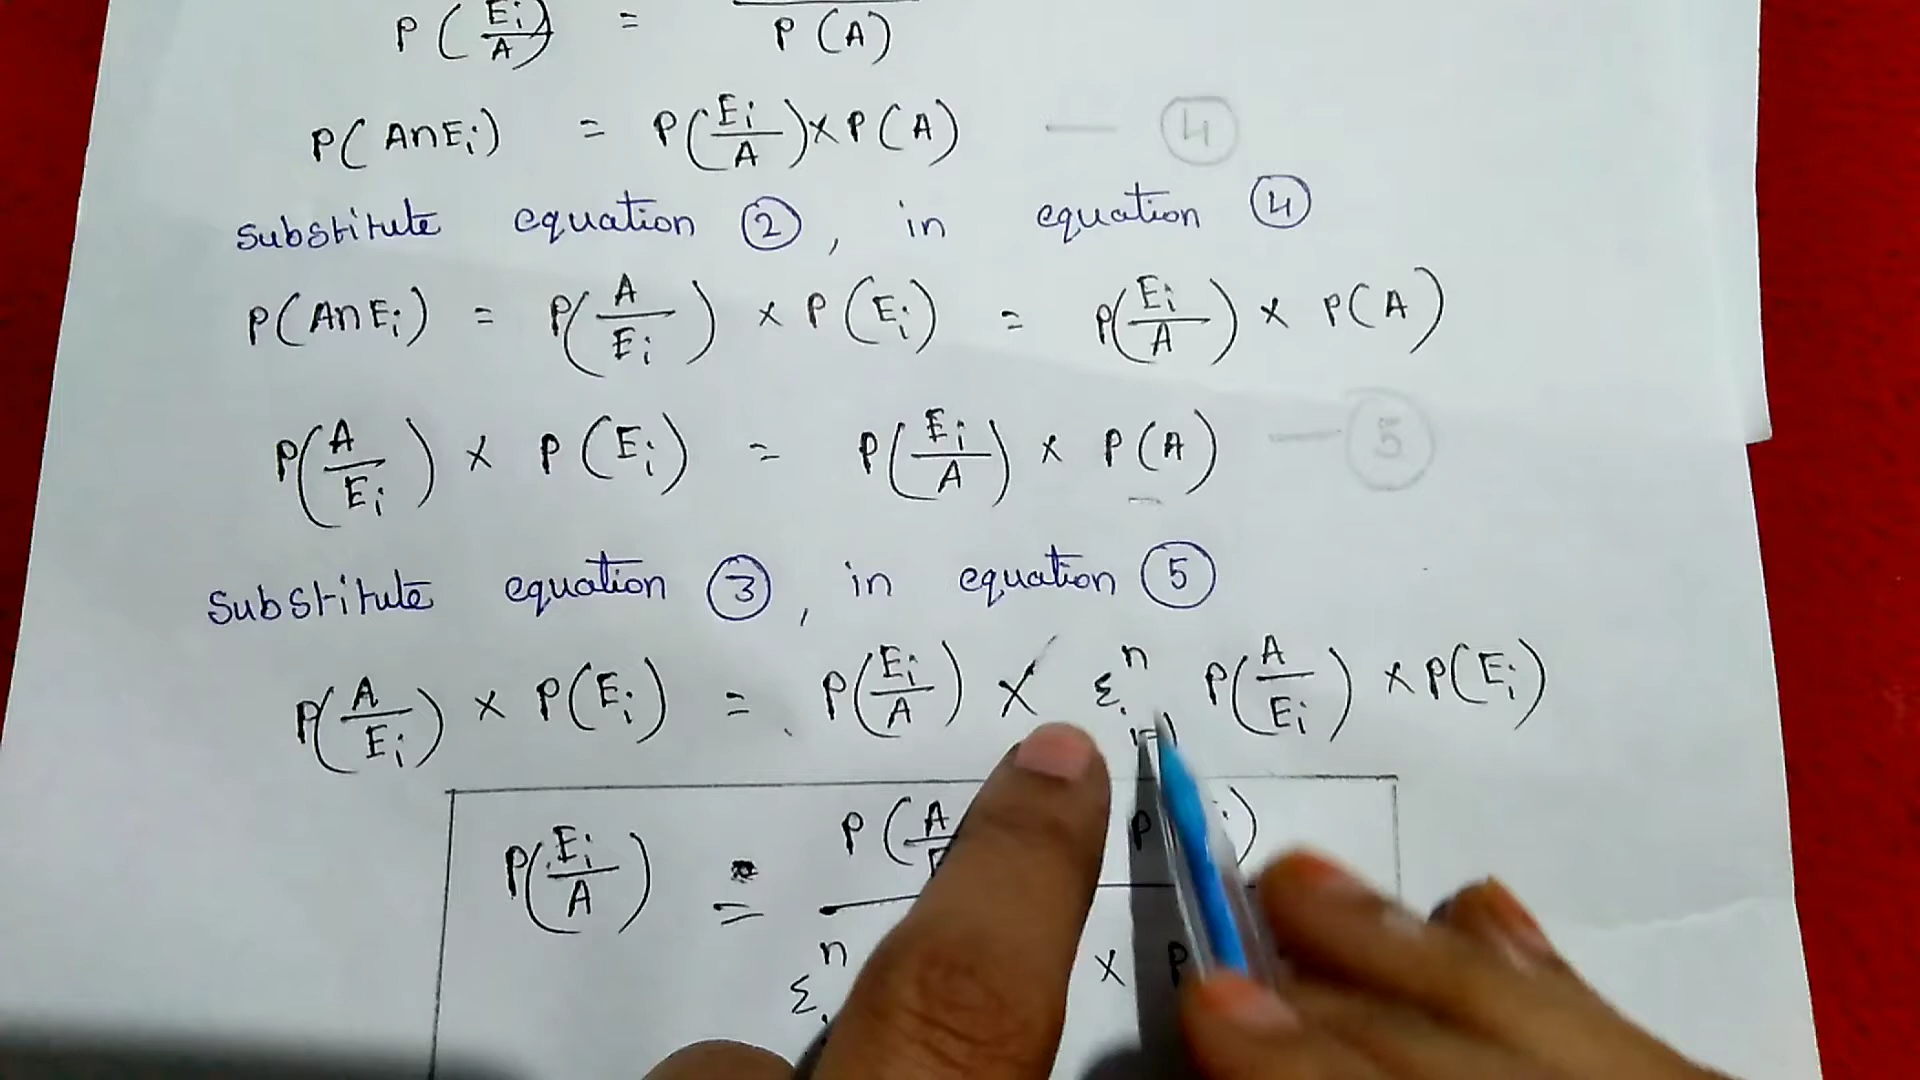 P(Ei/A) = /P(A)
P(A∩Ei) = P(Ei/A) × P(A) — 4
substitute equation 2, in equation 4
P(A∩Ei) = P(A/Ei) × P(Ei) = P(Ei/A) × P(A)
P(A/Ei) × P(Ei) = P(Ei/A) × P(A) — 5
substitute equation 3, in equation 5
P(A/Ei) × P(Ei) = P(Ei/A) × Σ n i=1 P(A/Ei) × P(Ei)
P(Ei/A) = P(A
Σ n × P